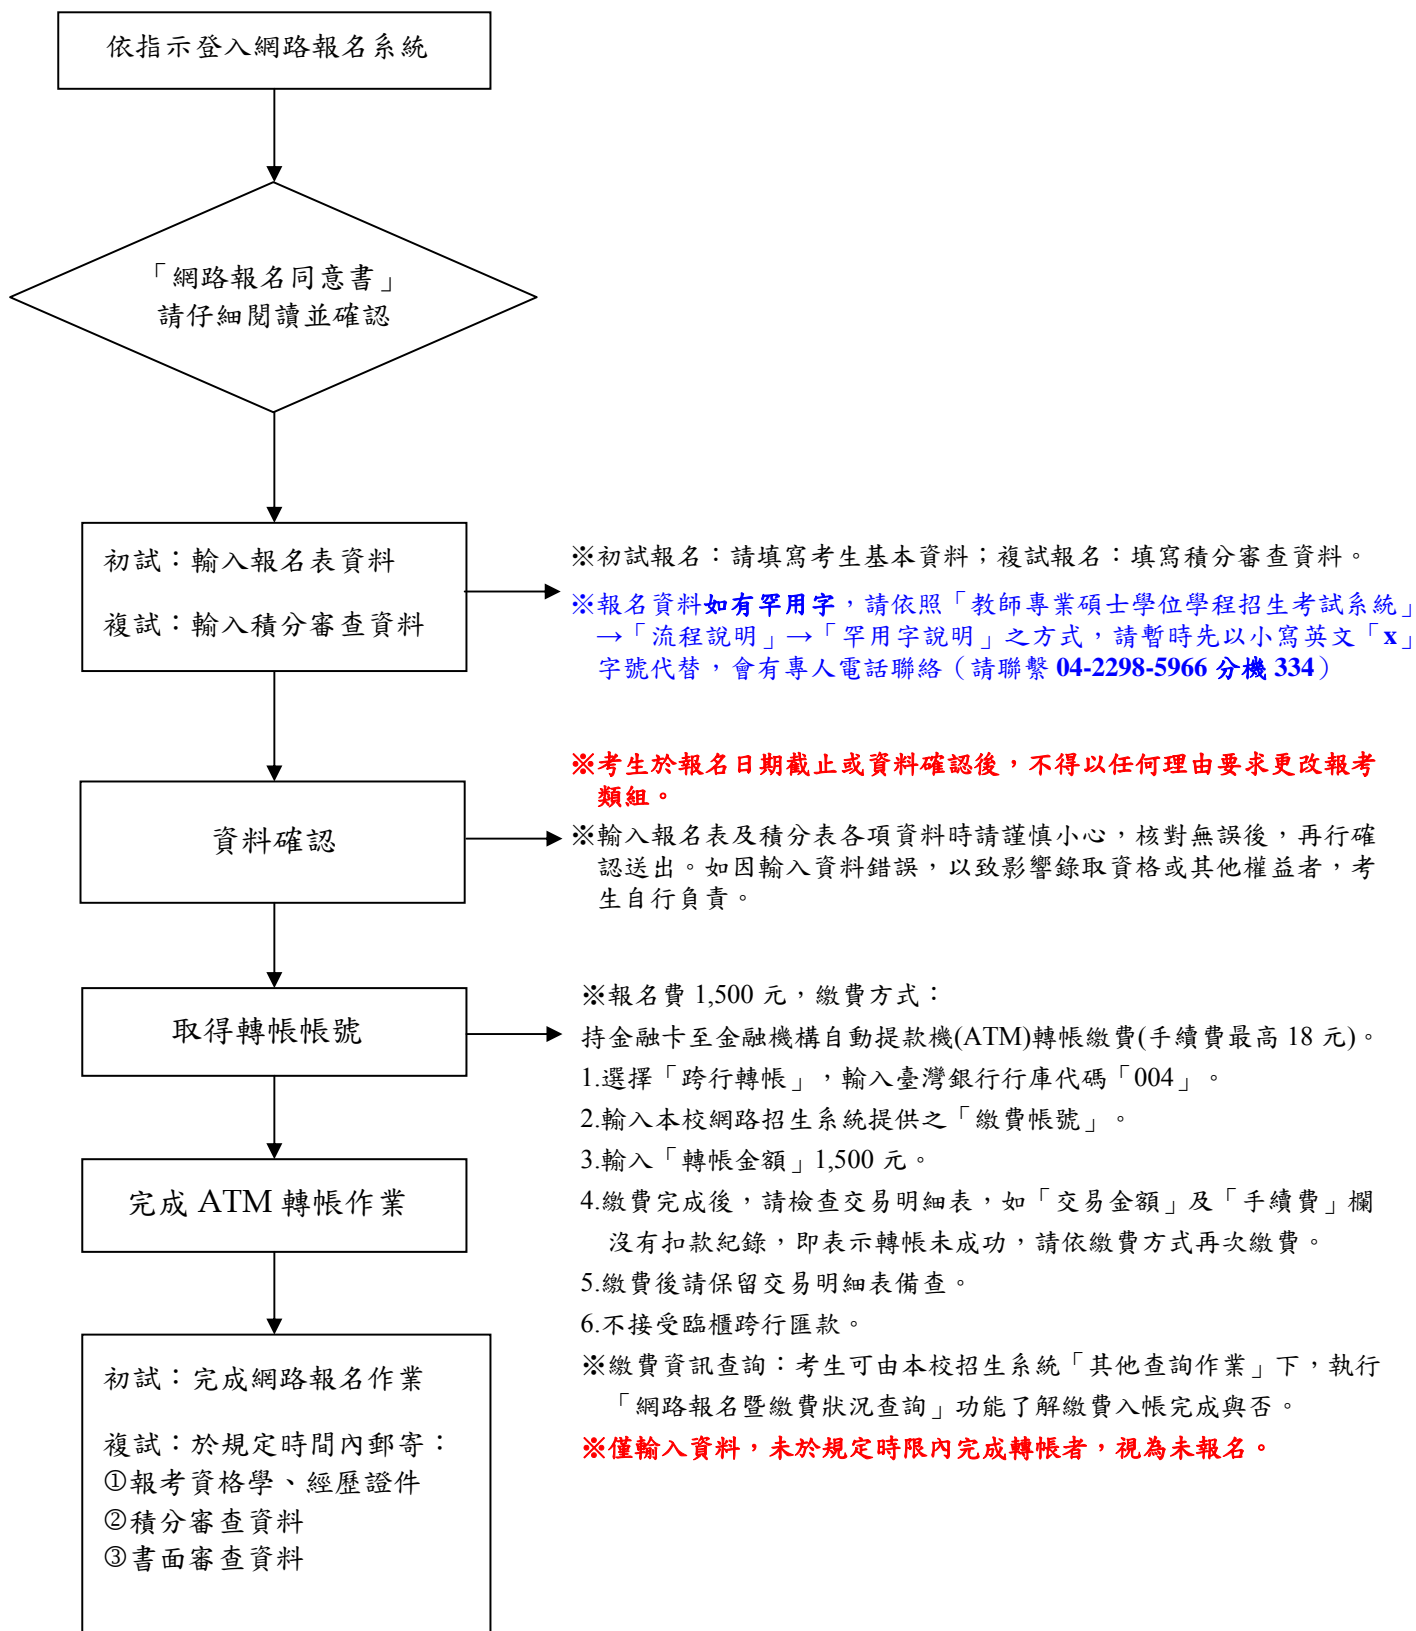 依指示登入網路報名系統
「網路報名同意書」
請仔細閱讀並確認
初試：輸入報名表資料
複試：輸入積分審查資料
※初試報名：請填寫考生基本資料；複試報名：填寫積分審查資料。
※報名資料如有罕用字，請依照「教師專業碩士學位學程招生考試系統」
→「流程說明」→「罕用字說明」之方式，請暫時先以小寫英文「x」
字號代替，會有專人電話聯絡（請聯繫 04-2298-5966 分機 334）
※考生於報名日期截止或資料確認後，不得以任何理由要求更改報考
類組。
資料確認
※輸入報名表及積分表各項資料時請謹慎小心，核對無誤後，再行確
認送出。如因輸入資料錯誤，以致影響錄取資格或其他權益者，考
生自行負責。
取得轉帳帳號
※報名費 1,500 元，繳費方式：
持金融卡至金融機構自動提款機(ATM)轉帳繳費(手續費最高 18 元)。
1.選擇「跨行轉帳」，輸入臺灣銀行行庫代碼「004」。
2.輸入本校網路招生系統提供之「繳費帳號」。
3.輸入「轉帳金額」1,500 元。
完成 ATM 轉帳作業
4.繳費完成後，請檢查交易明細表，如「交易金額」及「手續費」欄
沒有扣款紀錄，即表示轉帳未成功，請依繳費方式再次繳費。
5.繳費後請保留交易明細表備查。
6.不接受臨櫃跨行匯款。
※繳費資訊查詢：考生可由本校招生系統「其他查詢作業」下，執行
「網路報名暨繳費狀況查詢」功能了解繳費入帳完成與否。
※僅輸入資料，未於規定時限內完成轉帳者，視為未報名。
初試：完成網路報名作業
複試：於規定時間內郵寄：
①報考資格學、經歷證件
②積分審查資料
③書面審查資料